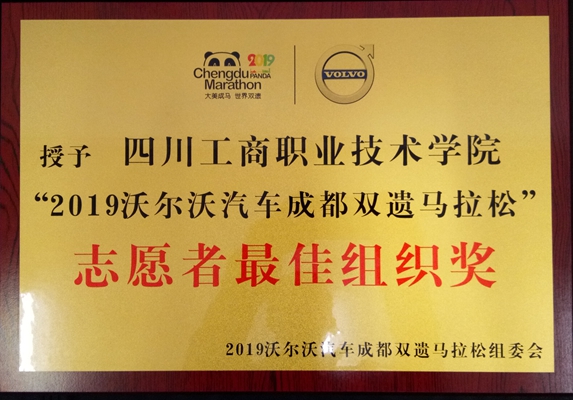 2019
Chengdu PANDA
Marathon
大美成马 世界双遗
VOLVO
授予 四川工商职业技术学院
“2019沃尔沃汽车成都双遗马拉松”
志愿者最佳组织奖
2019沃尔沃汽车成都双遗马拉松组委会